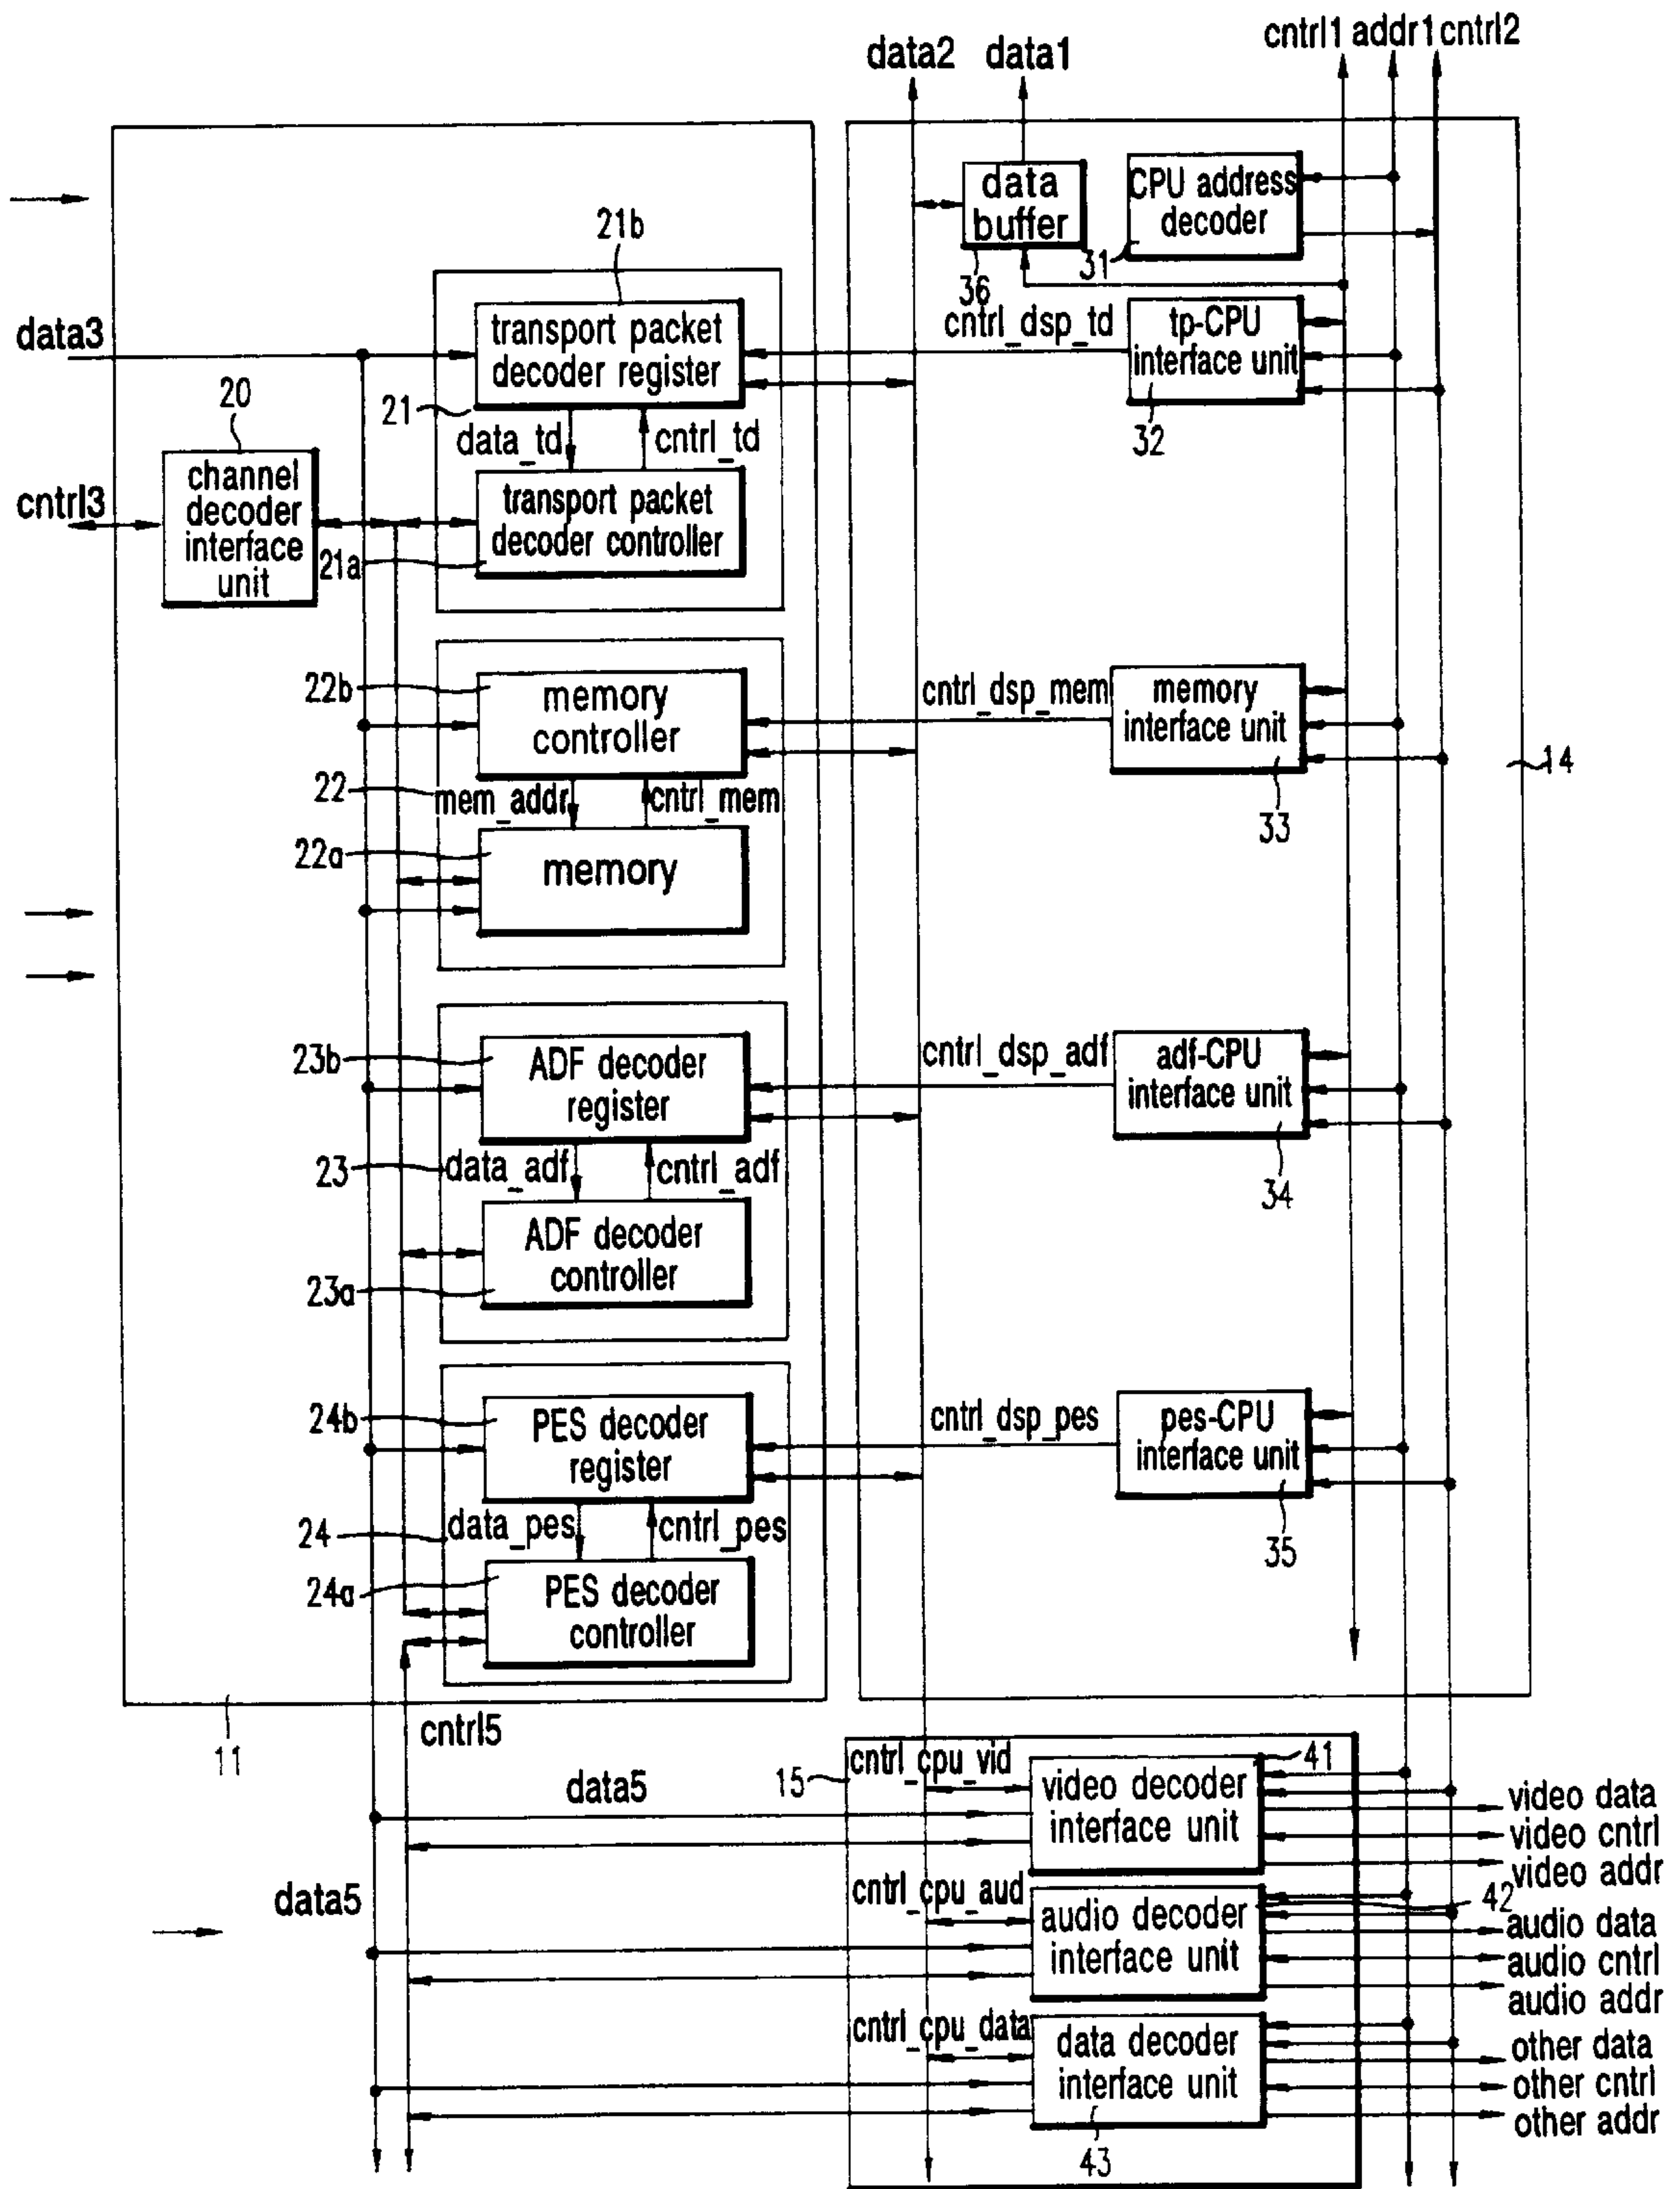 cntrl1 addr1 cntrl2
data2 data1
data
buffer
36
CPU address
decoder
31
21b
data3
transport packet
decoder register
21
cntrl_dsp_td
tp-CPU
interface unit
32
20
data_td
cntrl_td
cntrl3
channel
decoder
interface
unit
transport packet
decoder controller
21a
22b
memory
controller
cntrl_dsp_mem
memory
interface unit
33
14
22
mem_addr
cntrl_mem
22a
memory
23b
ADF decoder
register
cntrl_dsp_adf
adf-CPU
interface unit
34
23
data_adf
cntrl_adf
ADF decoder
controller
23a
24b
PES decoder
register
cntrl_dsp_pes
pes-CPU
interface unit
35
24
data_pes
cntrl_pes
24a
PES decoder
controller
11
cntrl5
15
cntrl_cpu_vid
41
data5
video decoder
interface unit
video data
video cntrl
video addr
data5
cntrl_cpu_aud
42
audio decoder
interface unit
audio data
audio cntrl
audio addr
cntrl_cpu_data
data decoder
interface unit
43
other data
other cntrl
other addr